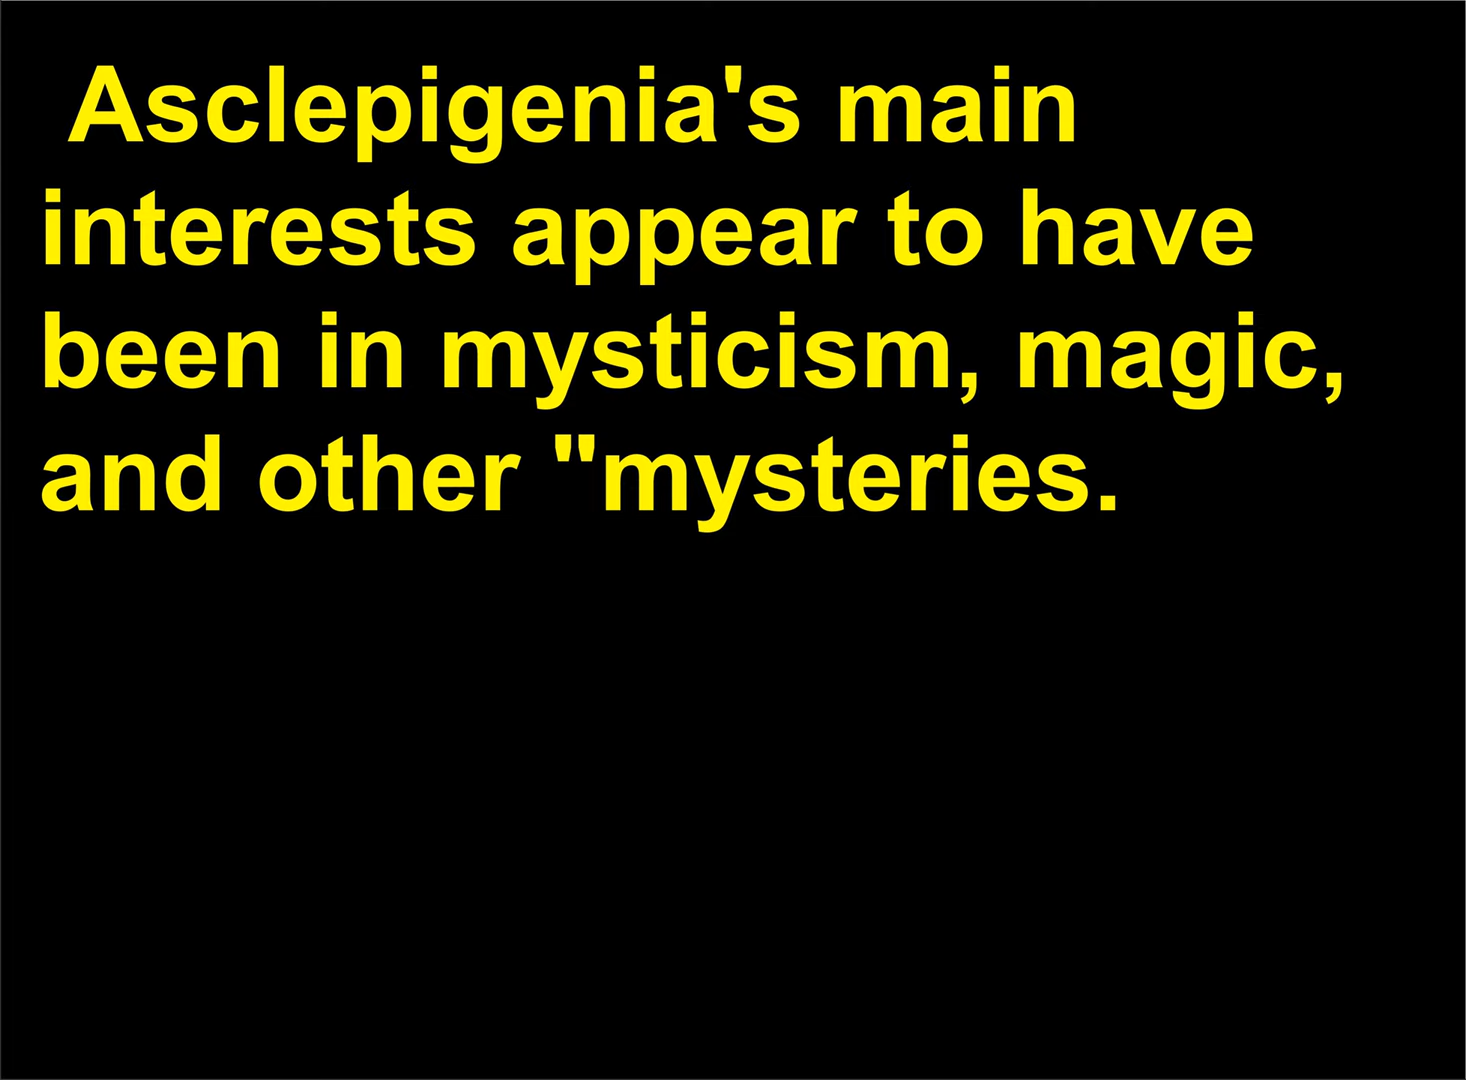 Asclepigenia's main
interests appear to have
been in mysticism, magic,
and other "mysteries.